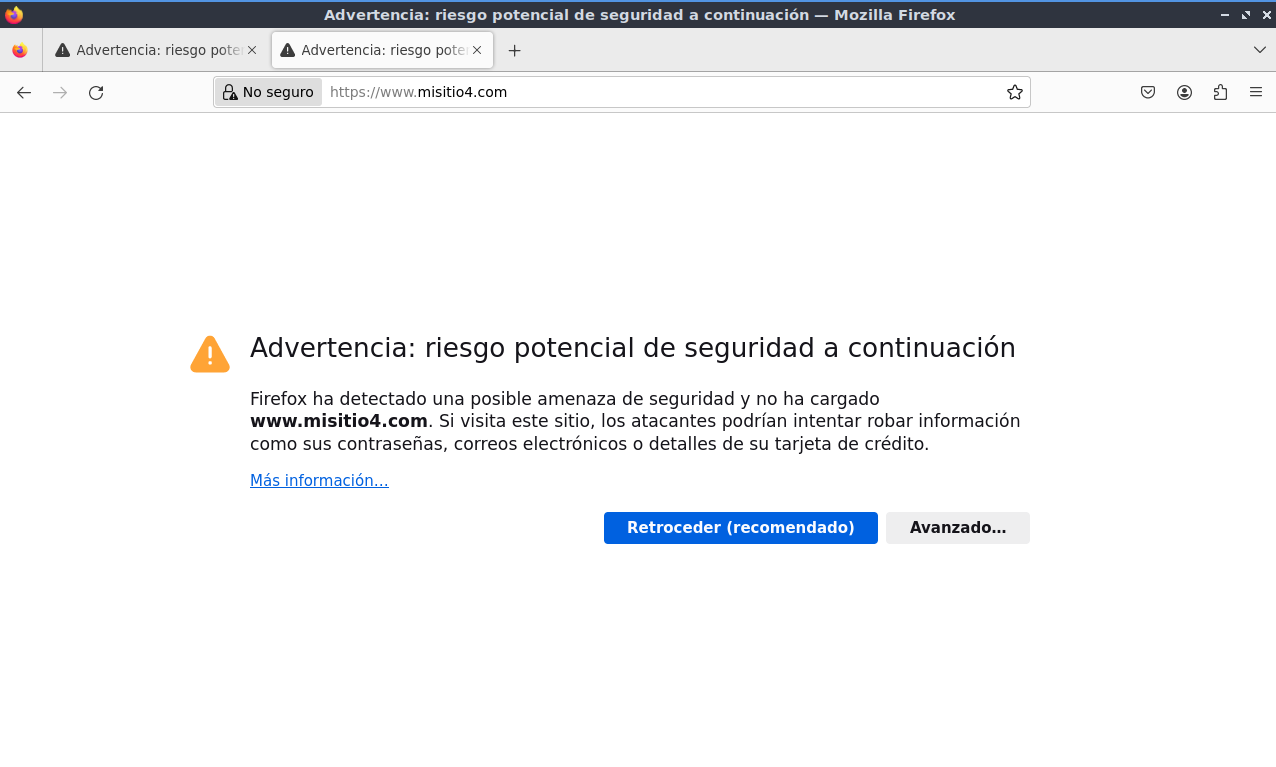 Advertencia: riesgo potencial de seguridad a continuación — Mozilla Firefox
Advertencia: riesgo pote
Advertencia: riesgo pote
No seguro
https://www.misitio4.com
Advertencia: riesgo potencial de seguridad a continuación
Firefox ha detectado una posible amenaza de seguridad y no ha cargado
www.misitio4.com. Si visita este sitio, los atacantes podrían intentar robar información
como sus contraseñas, correos electrónicos o detalles de su tarjeta de crédito.
Más información…
Retroceder (recomendado)
Avanzado…